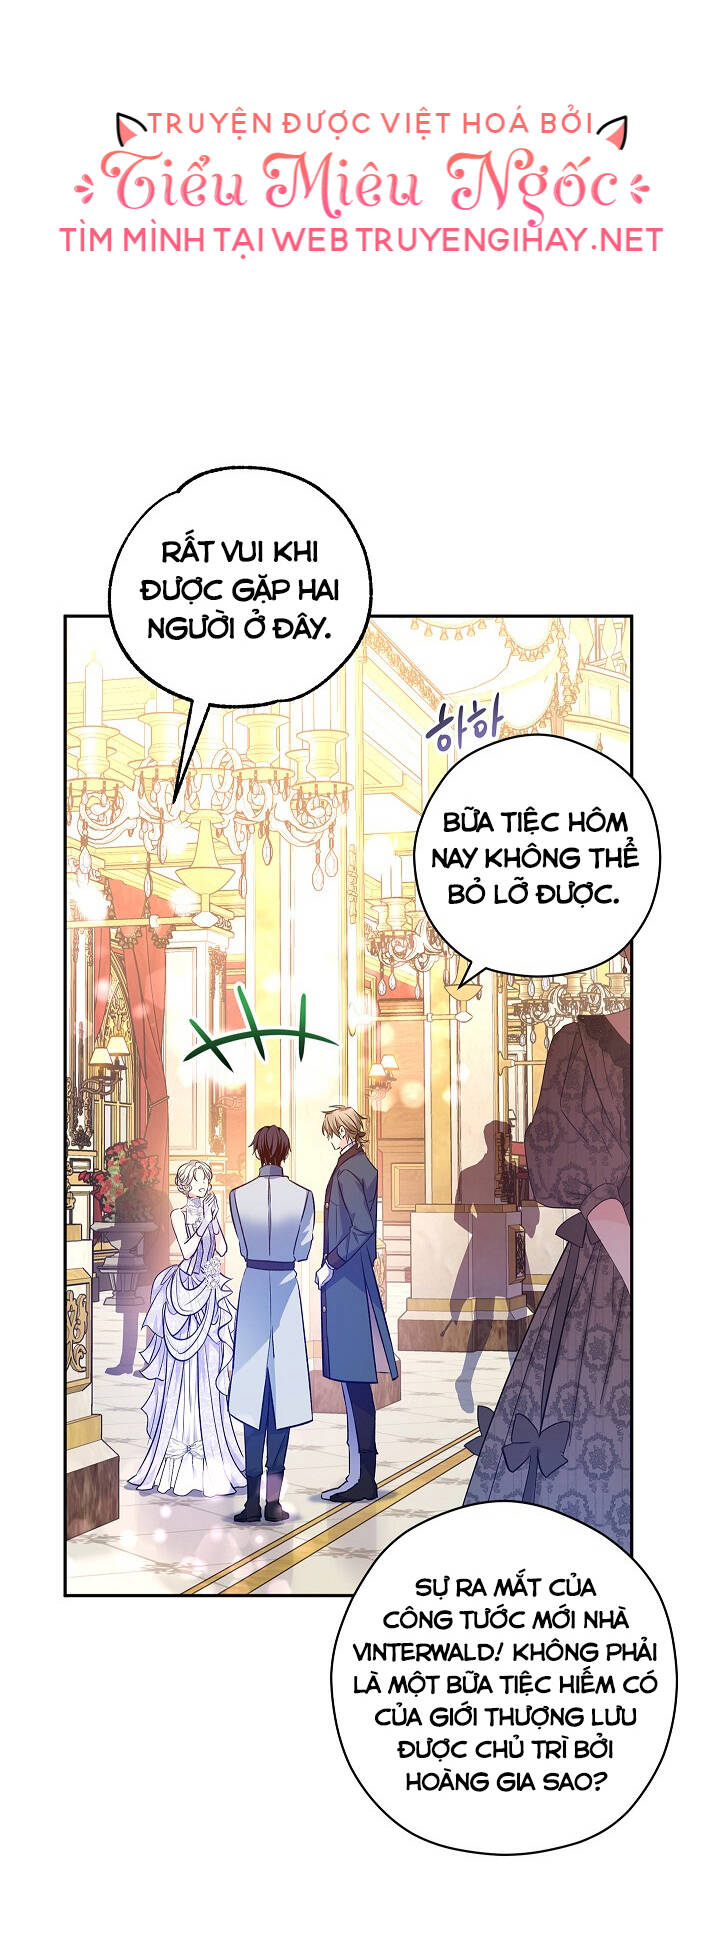 TRUYỆN ĐƯỢC VIỆT HOÁ BỞI
Tiểu Miêu Ngốc
TÌM MÌNH TẠI WEB TRUYENGIHAY.NET
RẤT VUI KHI
ĐƯỢC GẶP HAI
NGƯỜI Ở ĐÂY.
하하
BỮA TIỆC HÔM
NAY KHÔNG THỂ
BỎ LỠ ĐƯỢC.
SỰ RA MẮT CỦA
CÔNG TƯỚC MỚI NHÀ
VINTERWALD! KHÔNG PHẢI
LÀ MỘT BỮA TIỆC HIẾM CÓ
CỦA GIỚI THƯỢNG LƯU
ĐƯỢC CHỦ TRÌ BỞI
HOÀNG GIA SAO?